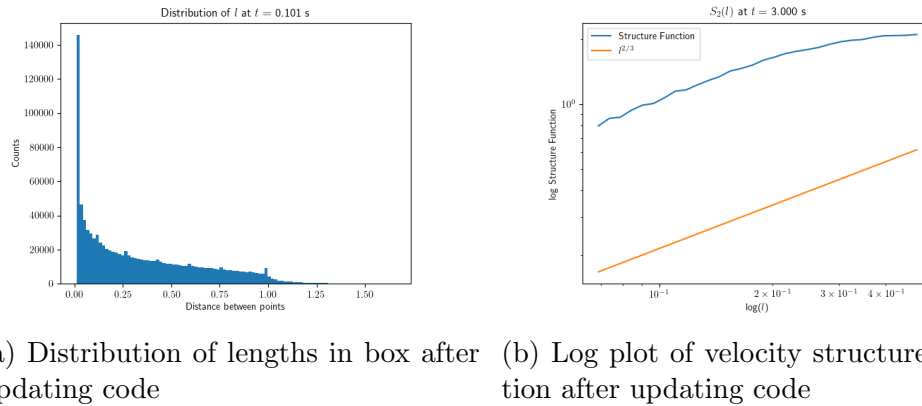 Distribution of l at t = 0.101 s
140000
120000
100000
80000
60000
40000
20000
0
Counts
0.00 0.25 0.50 0.75 1.00 1.25 1.50
Distance between points
S₂(l) at t = 3.000 s
Structure Function
l^{2/3}
10⁰
log Structure Function
10⁻¹ 2 × 10⁻¹ 3 × 10⁻¹ 4 × 10⁻¹
log(l)
) Distribution of lengths in box after
pdating code
(b) Log plot of velocity structure
tion after updating code